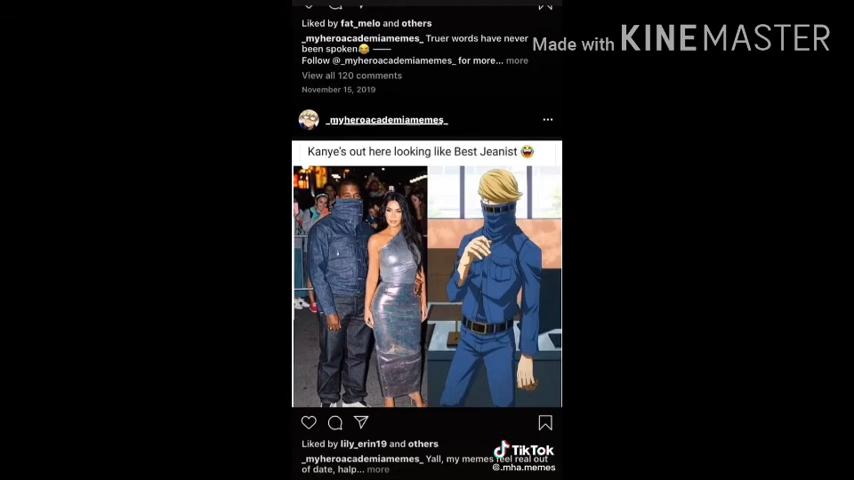 Liked by fat_melo and others
_myheroacademiamemes_ Truer words have never
been spoken😂 ——
Follow @_myheroacademiamemes_ for more... more
View all 120 comments
November 15, 2019
Made with KINEMASTER
_myheroacademiamemes_
Kanye's out here looking like Best Jeanist 😂
Liked by lily_erin19 and others
_myheroacademiamemes_ Yall, my memes feel real out
of date, halp... more
TikTok
@.mha.memes